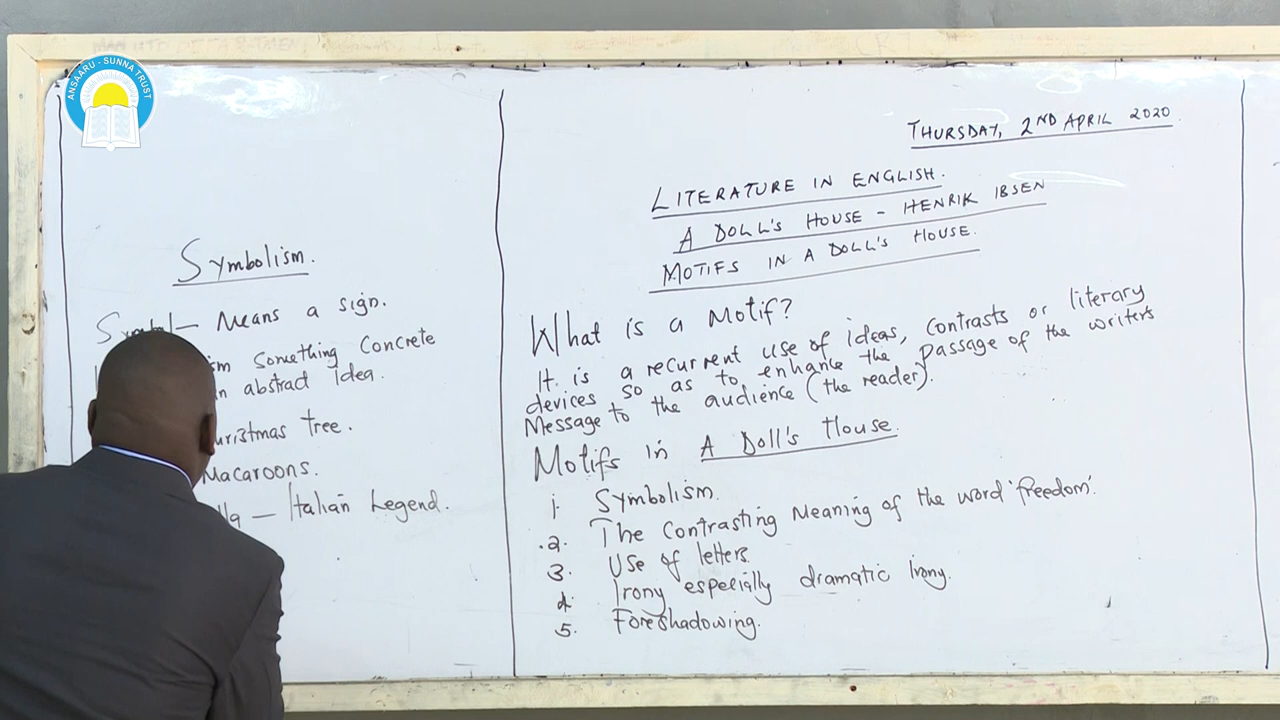 ANSAARU - SUNNA TRUST
Symbolism.
Symbol - Means a sign.
Something Concrete
abstract Idea.
tree.
Macaroons.
- Italian Legend.
THURSDAY, 2ND APRIL 2020
LITERATURE IN ENGLISH.
A DOLL'S HOUSE - HENRIK IBSEN
MOTIFS IN A DOLL'S HOUSE.
What is a Motif?
It is a recurrent use of ideas, Contrasts or literary
devices so as to enhance the passage of the writers
Message to the audience (the reader).
Motifs in A Doll's House.
1. Symbolism.
2. The Contrasting Meaning of the word 'freedom'.
3. Use of letters.
4. Irony especially dramatic Irony.
5. Foreshadowing.